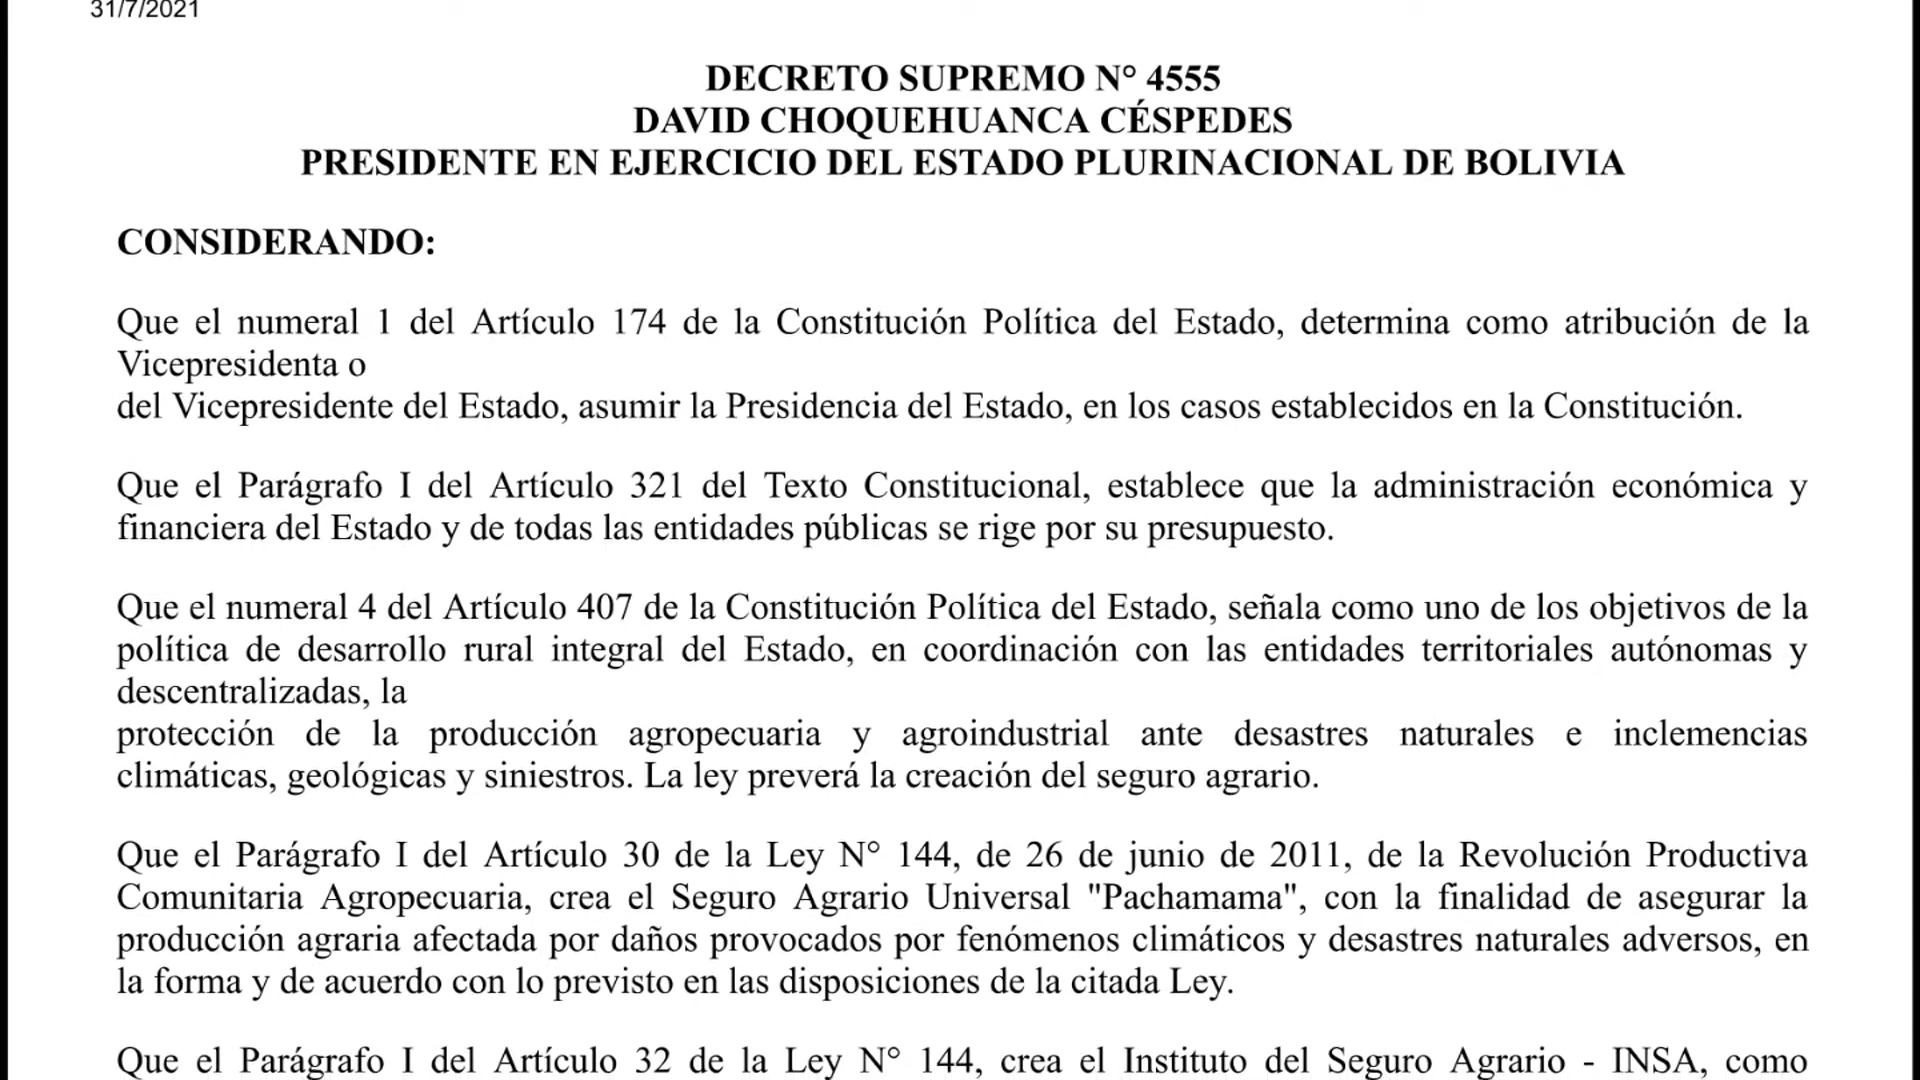 31/7/2021
DECRETO SUPREMO N° 4555
DAVID CHOQUEHUANCA CÉSPEDES
PRESIDENTE EN EJERCICIO DEL ESTADO PLURINACIONAL DE BOLIVIA
CONSIDERANDO:
Que el numeral 1 del Artículo 174 de la Constitución Política del Estado, determina como atribución de la
Vicepresidenta o
del Vicepresidente del Estado, asumir la Presidencia del Estado, en los casos establecidos en la Constitución.
Que el Parágrafo I del Artículo 321 del Texto Constitucional, establece que la administración económica y
financiera del Estado y de todas las entidades públicas se rige por su presupuesto.
Que el numeral 4 del Artículo 407 de la Constitución Política del Estado, señala como uno de los objetivos de la
política de desarrollo rural integral del Estado, en coordinación con las entidades territoriales autónomas y
descentralizadas, la
protección de la producción agropecuaria y agroindustrial ante desastres naturales e inclemencias
climáticas, geológicas y siniestros. La ley preverá la creación del seguro agrario.
Que el Parágrafo I del Artículo 30 de la Ley N° 144, de 26 de junio de 2011, de la Revolución Productiva
Comunitaria Agropecuaria, crea el Seguro Agrario Universal "Pachamama", con la finalidad de asegurar la
producción agraria afectada por daños provocados por fenómenos climáticos y desastres naturales adversos, en
la forma y de acuerdo con lo previsto en las disposiciones de la citada Ley.
Que el Parágrafo I del Artículo 32 de la Ley N° 144, crea el Instituto del Seguro Agrario - INSA, como